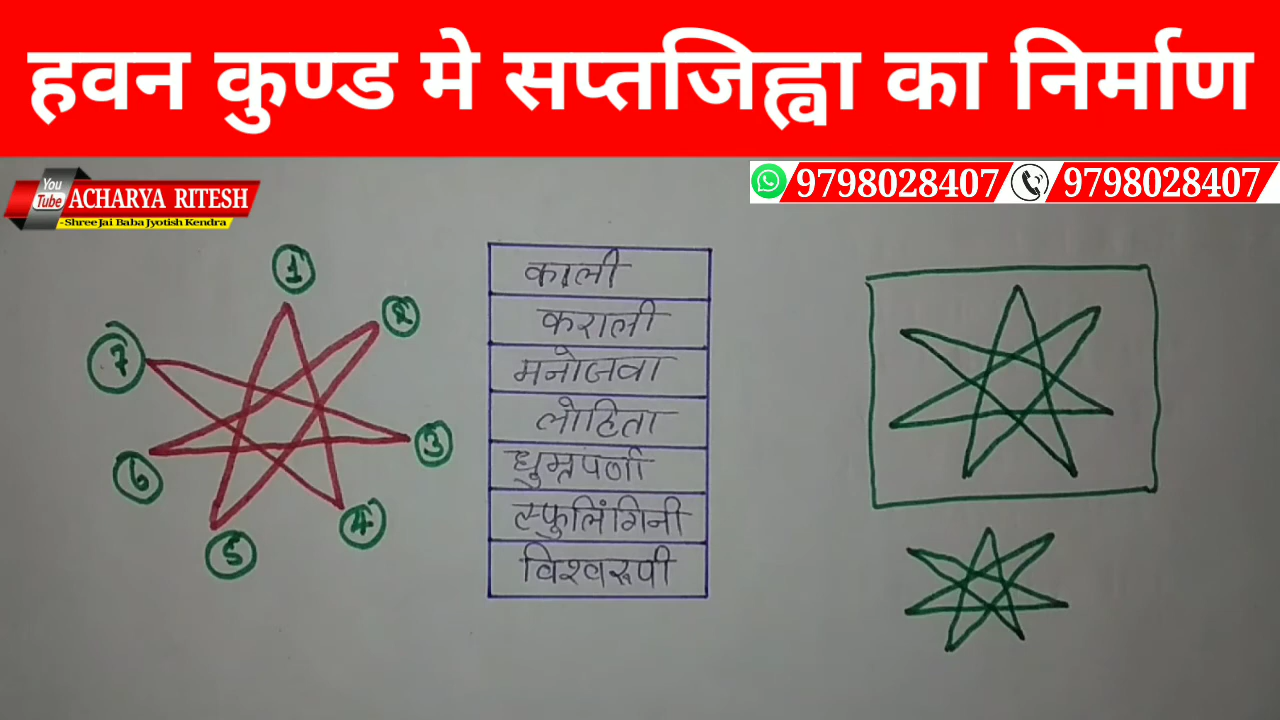 हवन कुण्ड मे सप्तजिह्वा का निर्माण
You
Tube
ACHARYA RITESH
-Shree Jai Baba Jyotish Kendra
9798028407
9798028407
1
2
3
4
5
6
7
काली
कराली
मनोजवा
लोहिता
धुम्रपर्णा
स्फुलिंगिनी
विश्वरूपी